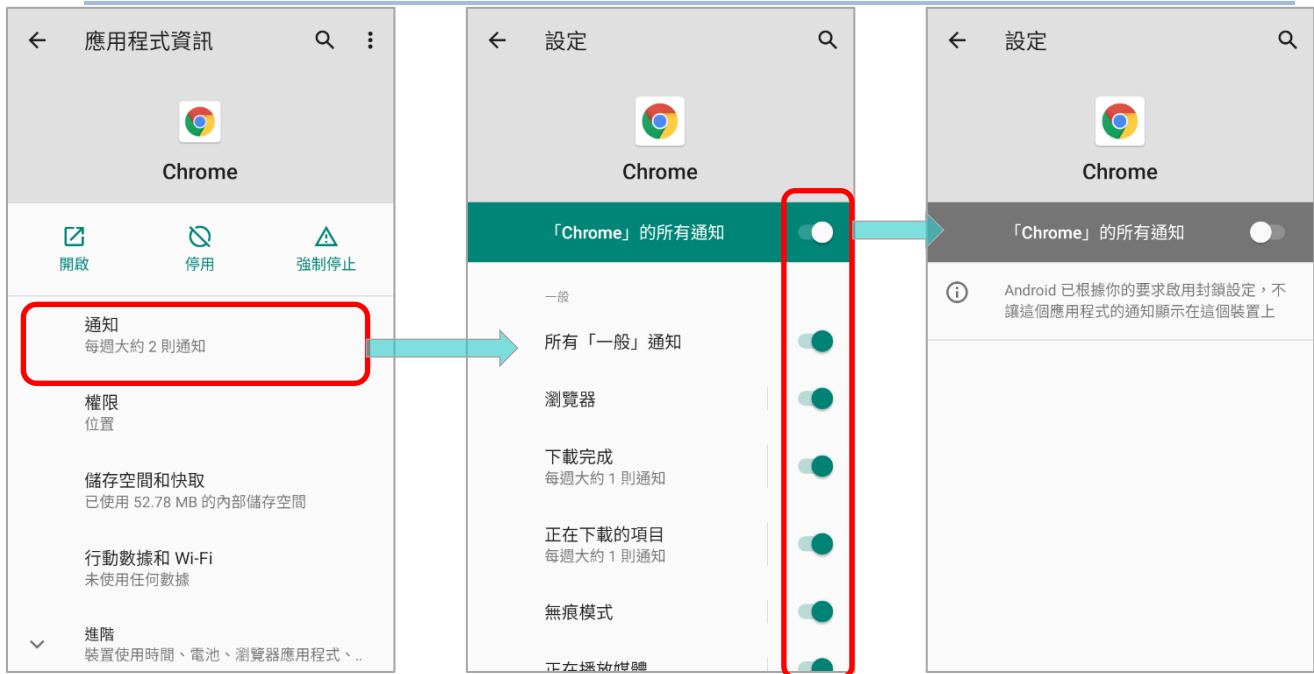 應用程式資訊
Chrome
開啟
停用
強制停止
通知
每週大約 2 則通知
權限
位置
儲存空間和快取
已使用 52.78 MB 的內部儲存空間
行動數據和 Wi-Fi
未使用任何數據
進階
裝置使用時間、電池、瀏覽器應用程式、..
設定
Chrome
「Chrome」的所有通知
一般
所有「一般」通知
瀏覽器
下載完成
每週大約 1 則通知
正在下載的項目
每週大約 1 則通知
無痕模式
正在播放媒體
設定
Chrome
「Chrome」的所有通知
Android 已根據你的要求啟用封鎖設定，不
讓這個應用程式的通知顯示在這個裝置上